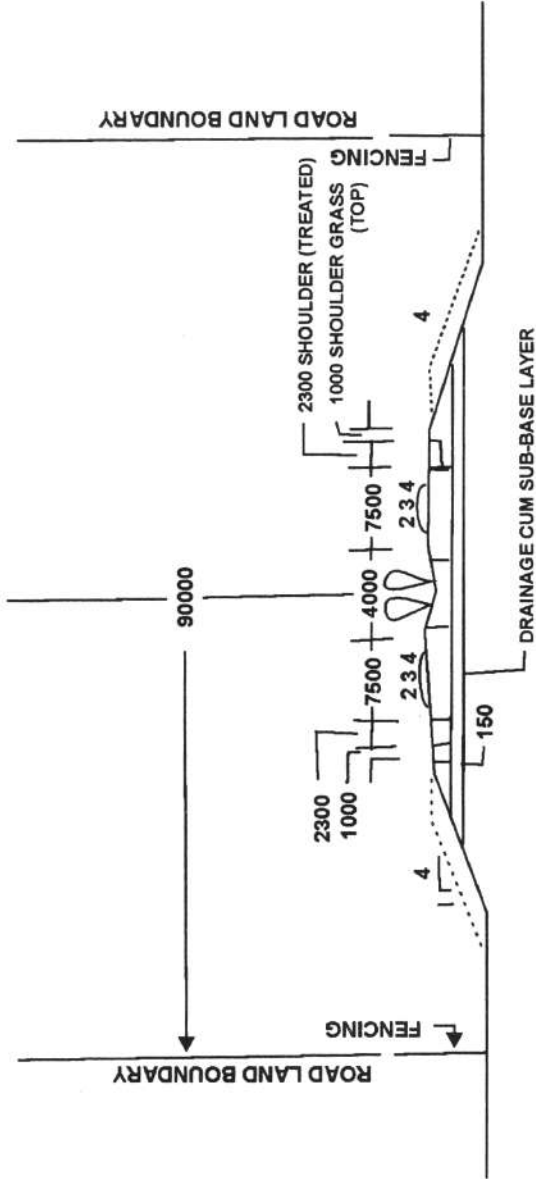 ROAD LAND BOUNDARY
FENCING
90000
2300
1000
7500
4000
7500
2300 SHOULDER (TREATED)
1000 SHOULDER GRASS
(TOP)
ROAD LAND BOUNDARY
FENCING
4
2 3 4
2 3 4
4
150
DRAINAGE CUM SUB-BASE LAYER